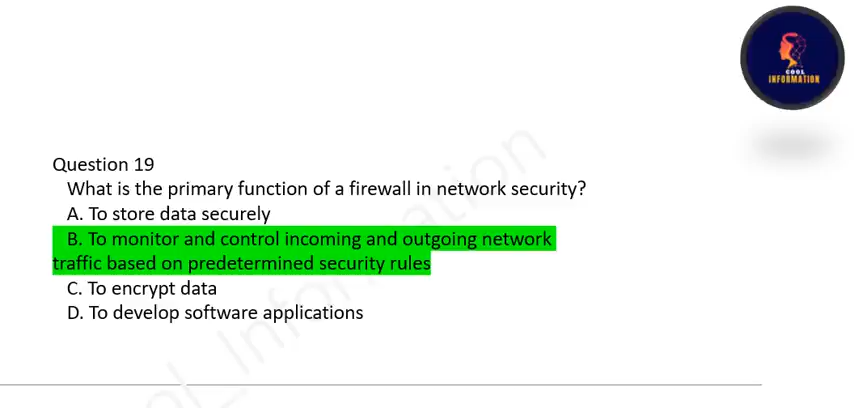 COOL
INFORMATION
Question 19
What is the primary function of a firewall in network security?
A. To store data securely
B. To monitor and control incoming and outgoing network
traffic based on predetermined security rules
C. To encrypt data
D. To develop software applications
ol_Information